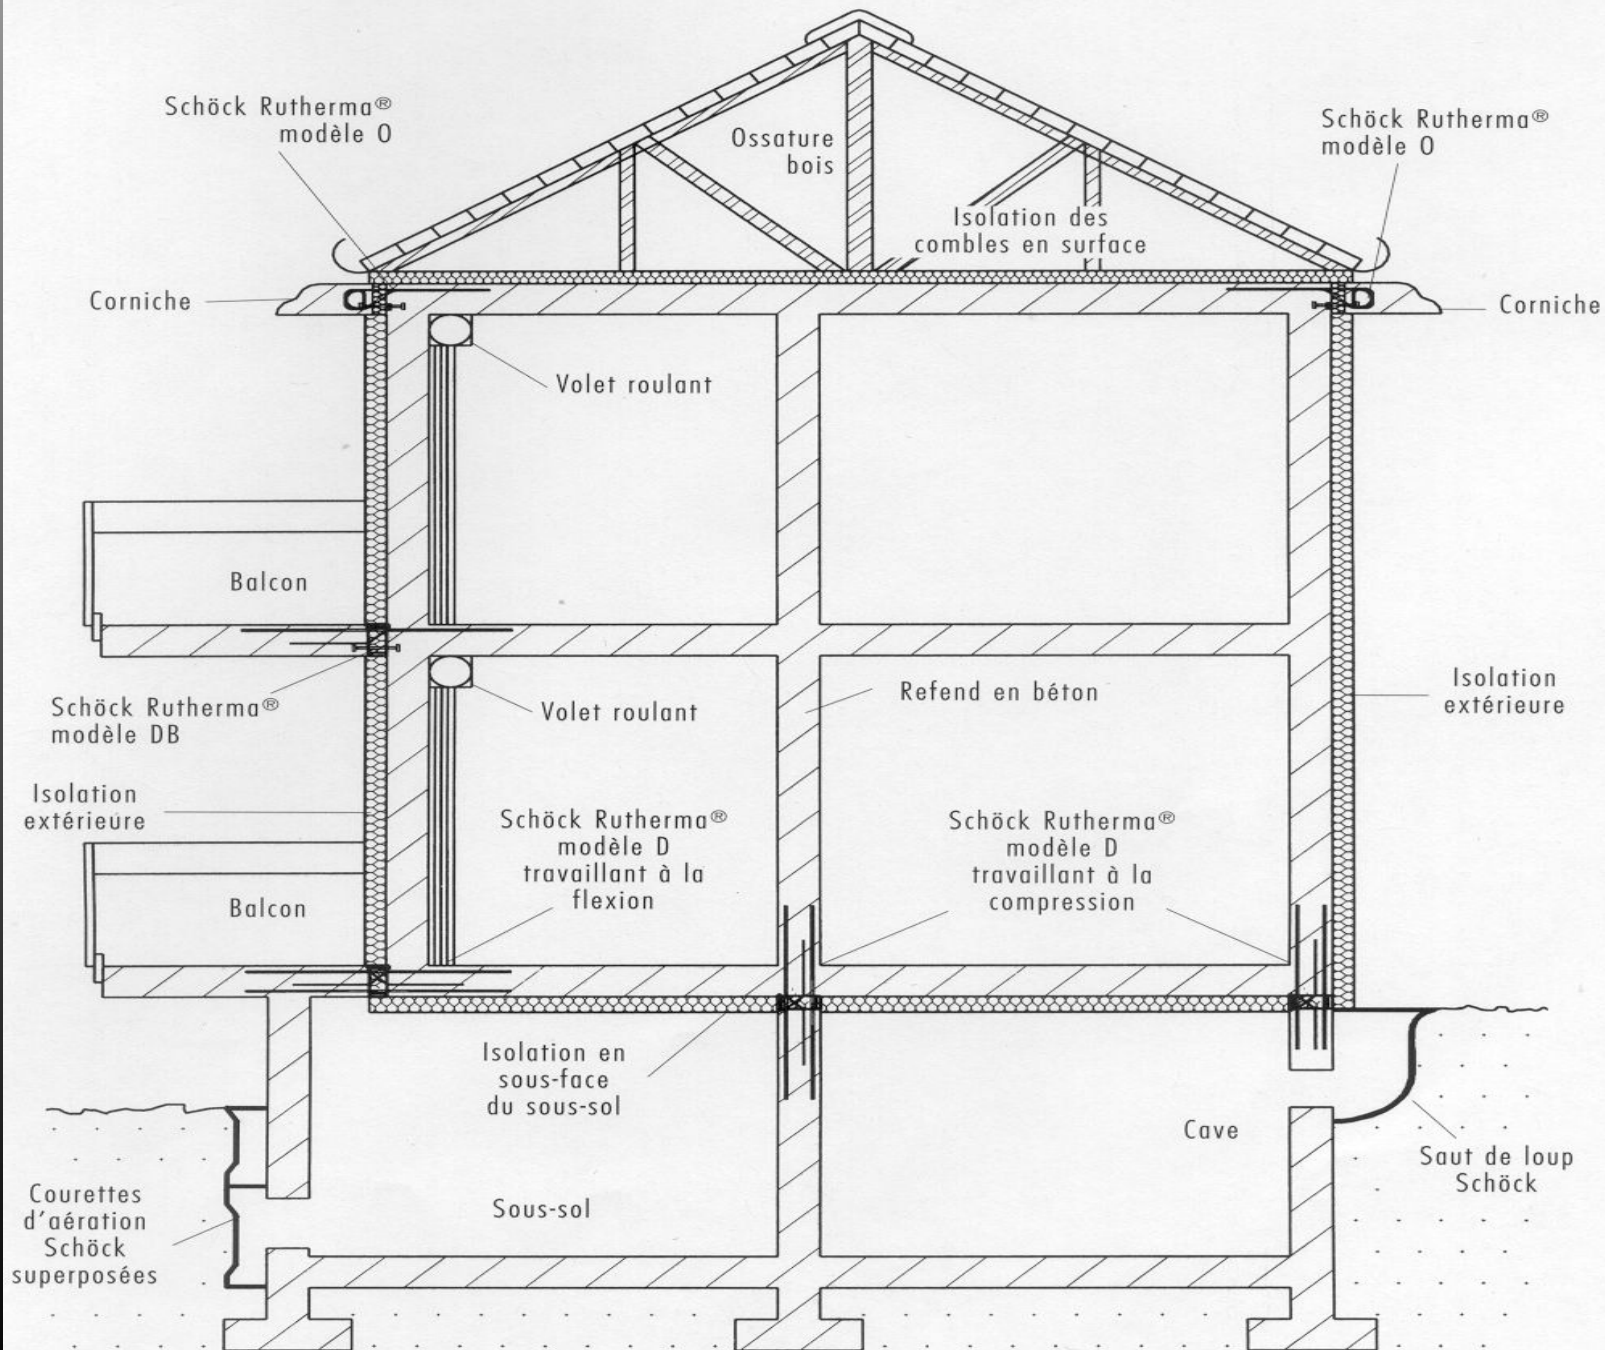 Schöck Rutherma®
modèle O
Ossature
bois
Schöck Rutherma®
modèle O
Isolation des
combles en surface
Corniche
Corniche
Volet roulant
Balcon
Schöck Rutherma®
modèle DB
Volet roulant
Refend en béton
Isolation
extérieure
Isolation
extérieure
Schöck Rutherma®
modèle D
travaillant à la
flexion
Schöck Rutherma®
modèle D
travaillant à la
compression
Balcon
Isolation en
sous-face
du sous-sol
Cave
Saut de loup
Schöck
Courettes
d'aération
Schöck
superposées
Sous-sol